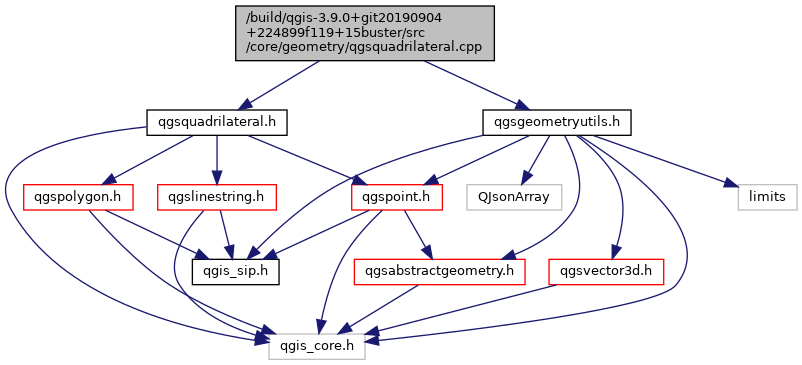 /build/qgis-3.9.0+git20190904
+224899f119+15buster/src
/core/geometry/qgsquadrilateral.cpp
qgsquadrilateral.h
qgsgeometryutils.h
qgspolygon.h
qgslinestring.h
qgspoint.h
QJsonArray
limits
qgis_sip.h
qgsabstractgeometry.h
qgsvector3d.h
qgis_core.h